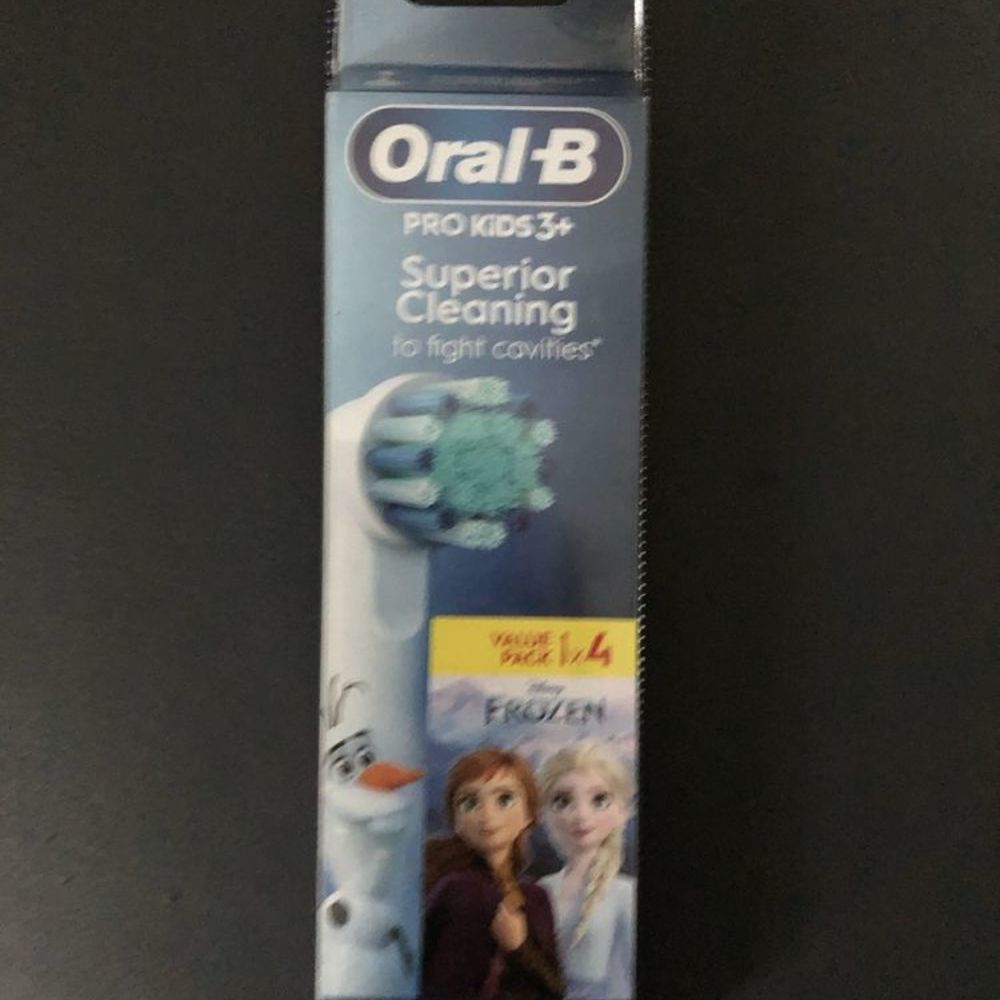 Oral-B
PRO KIDS 3+
Superior
Cleaning
to fight cavities*
VALUE
PACK 1x4
Disney
FROZEN